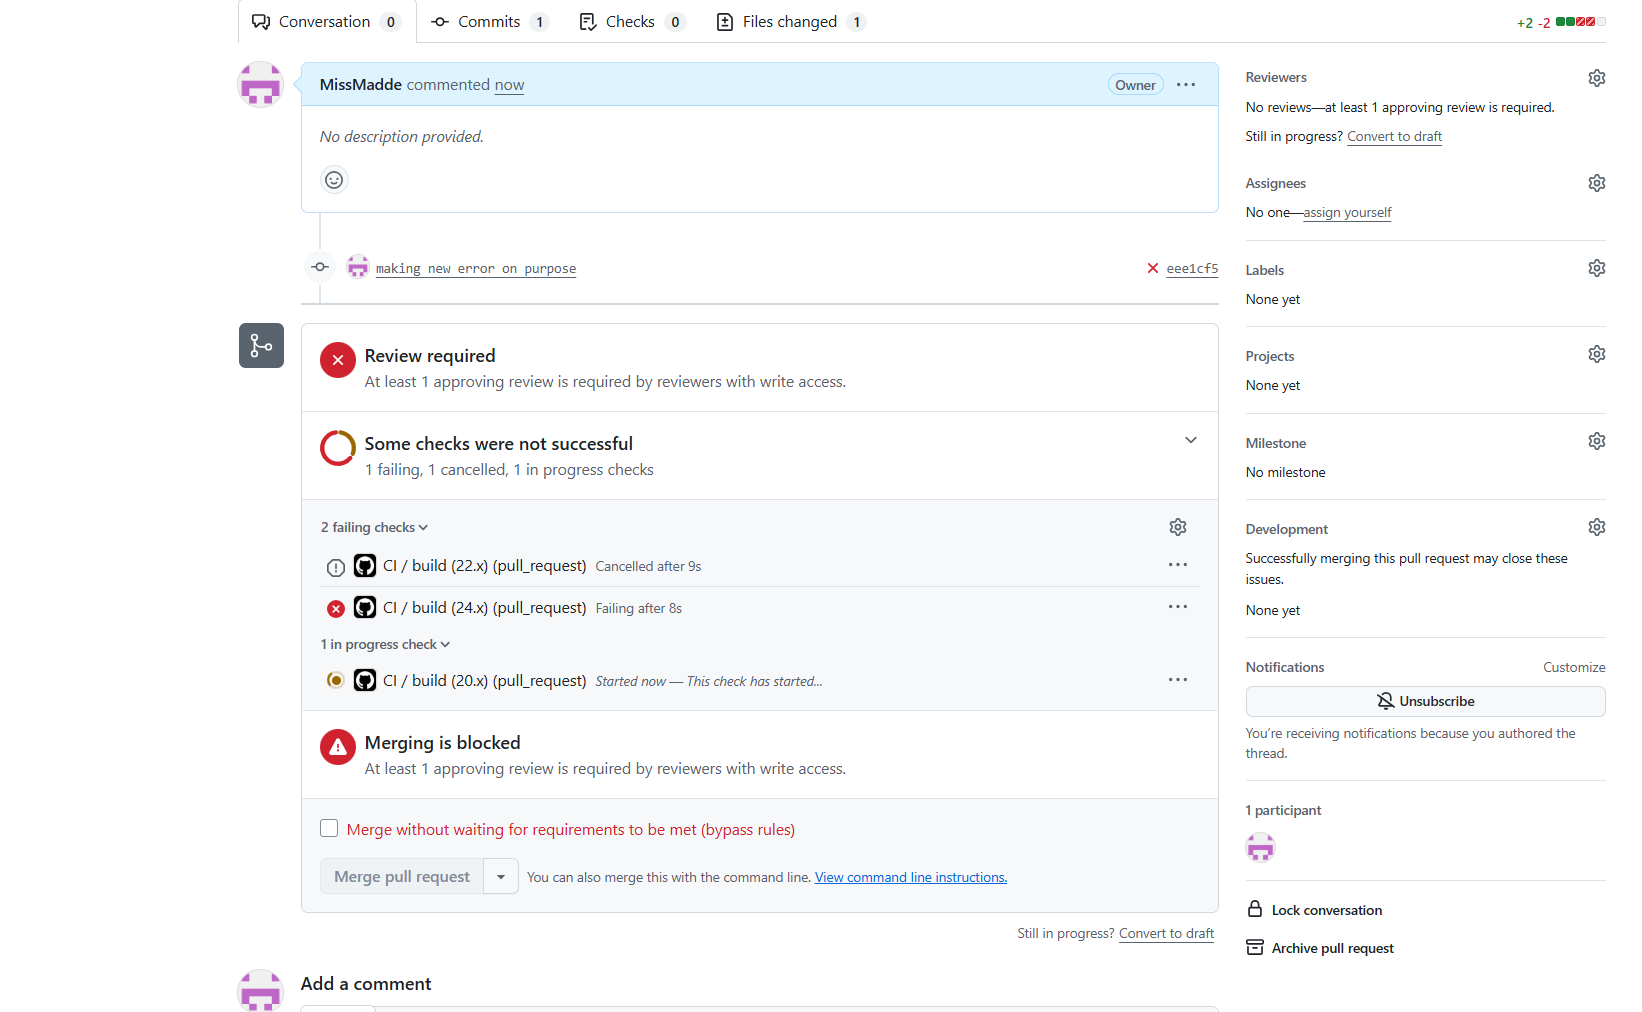 Conversation 0 Commits 1 Checks 0 Files changed 1
+2 -2
MissMadde commented now
Owner
No description provided.
making new error on purpose
eee1cf5
Review required
At least 1 approving review is required by reviewers with write access.
Some checks were not successful
1 failing, 1 cancelled, 1 in progress checks
2 failing checks
CI / build (22.x) (pull_request) Cancelled after 9s
CI / build (24.x) (pull_request) Failing after 8s
1 in progress check
CI / build (20.x) (pull_request) Started now — This check has started...
Merging is blocked
At least 1 approving review is required by reviewers with write access.
Merge without waiting for requirements to be met (bypass rules)
Merge pull request
You can also merge this with the command line. View command line instructions.
Still in progress? Convert to draft
Add a comment
Reviewers
No reviews—at least 1 approving review is required.
Still in progress? Convert to draft
Assignees
No one—assign yourself
Labels
None yet
Projects
None yet
Milestone
No milestone
Development
Successfully merging this pull request may close these
issues.
None yet
Notifications
Customize
Unsubscribe
You’re receiving notifications because you authored the
thread.
1 participant
Lock conversation
Archive pull request